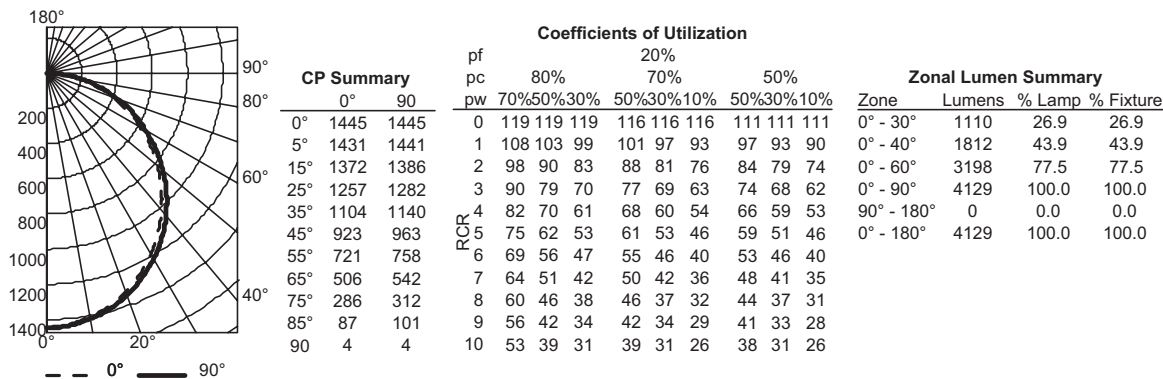 180°
90°
80°
60°
40°
200
400
600
800
1000
1200
1400
0°
20°
0°
90°
CP Summary
0° 90
0° 1445 1445
5° 1431 1441
15° 1372 1386
25° 1257 1282
35° 1104 1140
45° 923 963
55° 721 758
65° 506 542
75° 286 312
85° 87 101
90 4 4
Coefficients of Utilization
pf 20%
pc 80% 70% 50%
pw 70%50%30% 50%30%10% 50%30%10%
RCR
0 119 119 119 116 116 116 111 111 111
1 108 103 99 101 97 93 97 93 90
2 98 90 83 88 81 76 84 79 74
3 90 79 70 77 69 63 74 68 62
4 82 70 61 68 60 54 66 59 53
5 75 62 53 61 53 46 59 51 46
6 69 56 47 55 46 40 53 46 40
7 64 51 42 50 42 36 48 41 35
8 60 46 38 46 37 32 44 37 31
9 56 42 34 42 34 29 41 33 28
10 53 39 31 39 31 26 38 31 26
Zonal Lumen Summary
Zone Lumens % Lamp % Fixture
0° - 30° 1110 26.9 26.9
0° - 40° 1812 43.9 43.9
0° - 60° 3198 77.5 77.5
0° - 90° 4129 100.0 100.0
90° - 180° 0 0.0 0.0
0° - 180° 4129 100.0 100.0